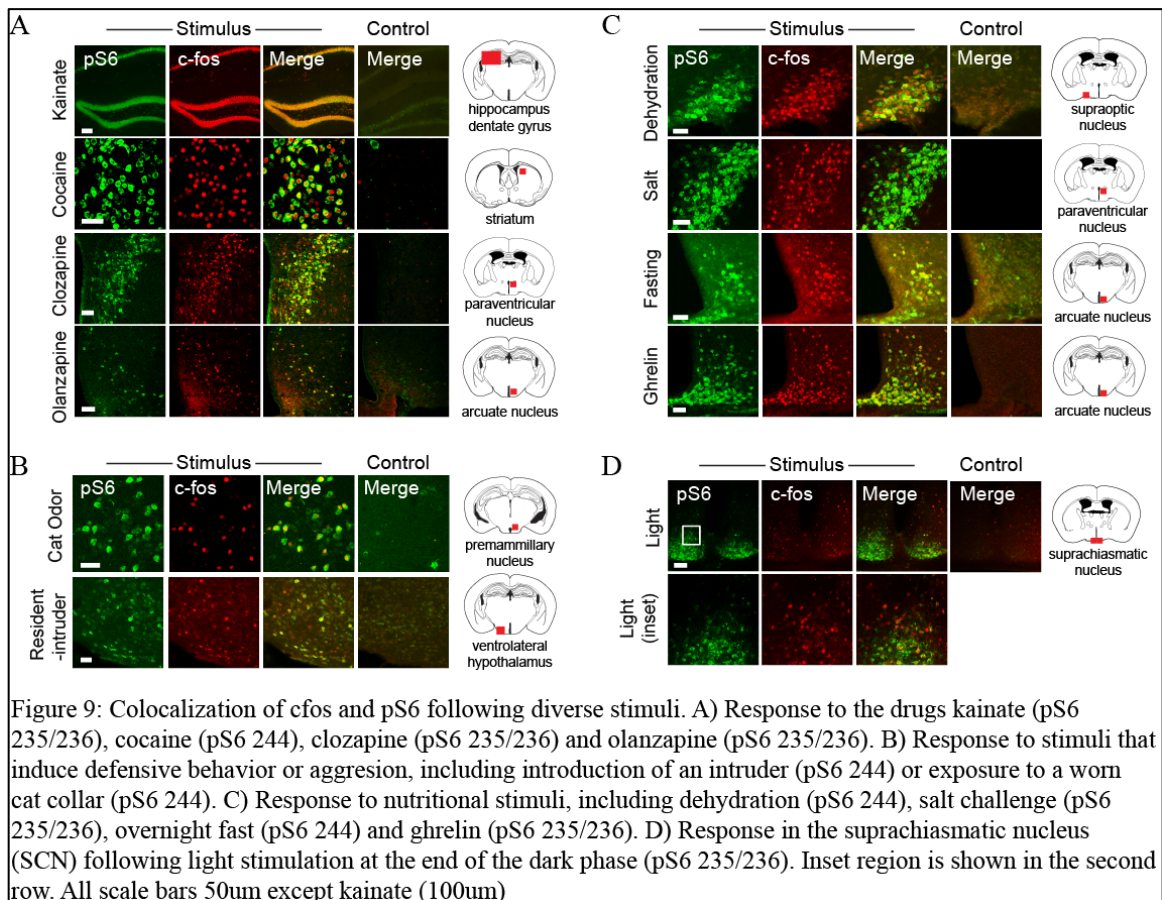 A
Stimulus
Control
Kainate
pS6
c-fos
Merge
Merge
hippocampus
dentate gyrus
Cocaine
striatum
Clozapine
paraventricular
nucleus
Olanzapine
arcuate nucleus
B
Stimulus
Control
Cat Odor
pS6
c-fos
Merge
Merge
premammillary
nucleus
Resident
-intruder
ventrolateral
hypothalamus
C
Stimulus
Control
Dehydration
pS6
c-fos
Merge
Merge
supraoptic
nucleus
Salt
paraventricular
nucleus
Fasting
arcuate nucleus
Ghrelin
arcuate nucleus
D
Stimulus
Control
Light
pS6
c-fos
Merge
Merge
suprachiasmatic
nucleus
Light
(inset)
Figure 9: Colocalization of cfos and pS6 following diverse stimuli. A) Response to the drugs kainate (pS6
235/236), cocaine (pS6 244), clozapine (pS6 235/236) and olanzapine (pS6 235/236). B) Response to stimuli that
induce defensive behavior or aggresion, including introduction of an intruder (pS6 244) or exposure to a worn
cat collar (pS6 244). C) Response to nutritional stimuli, including dehydration (pS6 244), salt challenge (pS6
235/236), overnight fast (pS6 244) and ghrelin (pS6 235/236). D) Response in the suprachiasmatic nucleus
(SCN) following light stimulation at the end of the dark phase (pS6 235/236). Inset region is shown in the second
row. All scale bars 50um except kainate (100um)